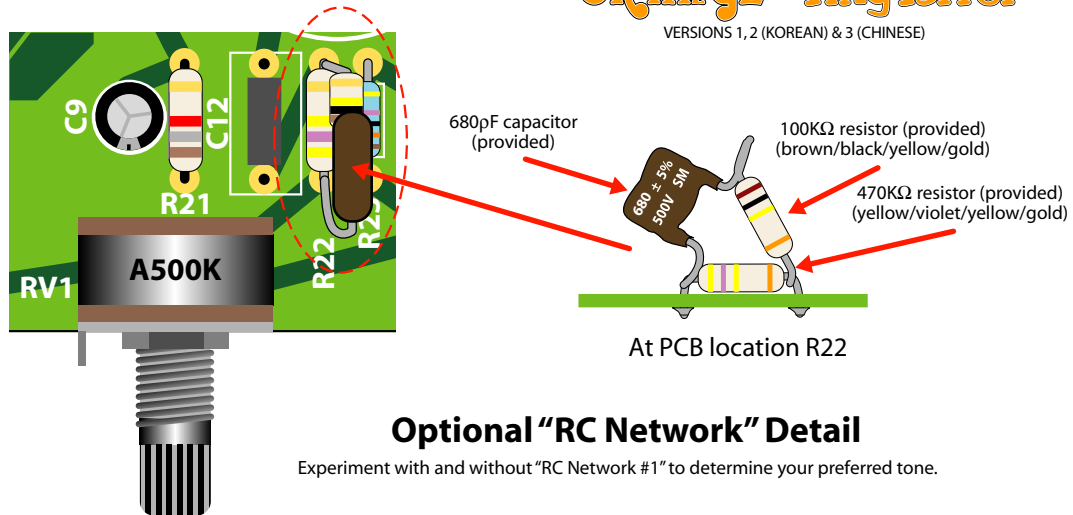 VERSIONS 1, 2 (KOREAN) & 3 (CHINESE)
C9
C12
R21
R22
R23
RV1
A500K
680ρF capacitor
(provided)
680 ± 5%
500V SM
100KΩ resistor (provided)
(brown/black/yellow/gold)
470KΩ resistor (provided)
(yellow/violet/yellow/gold)
At PCB location R22
Optional “RC Network” Detail
Experiment with and without “RC Network #1” to determine your preferred tone.